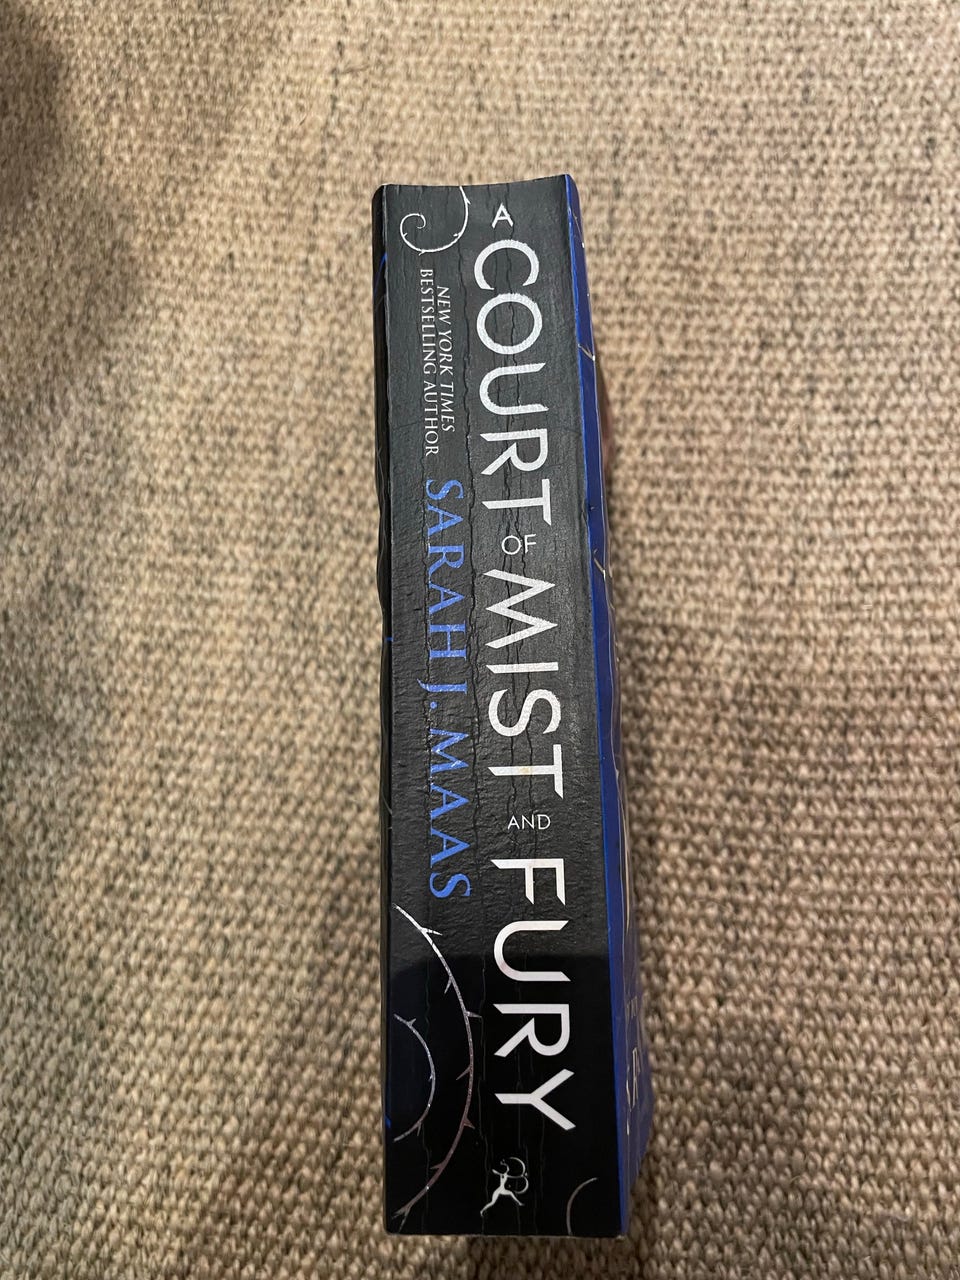 A
COURT
OF
MIST
AND
FURY
NEW YORK TIMES
BESTSELLING AUTHOR
SARAH J. MAAS